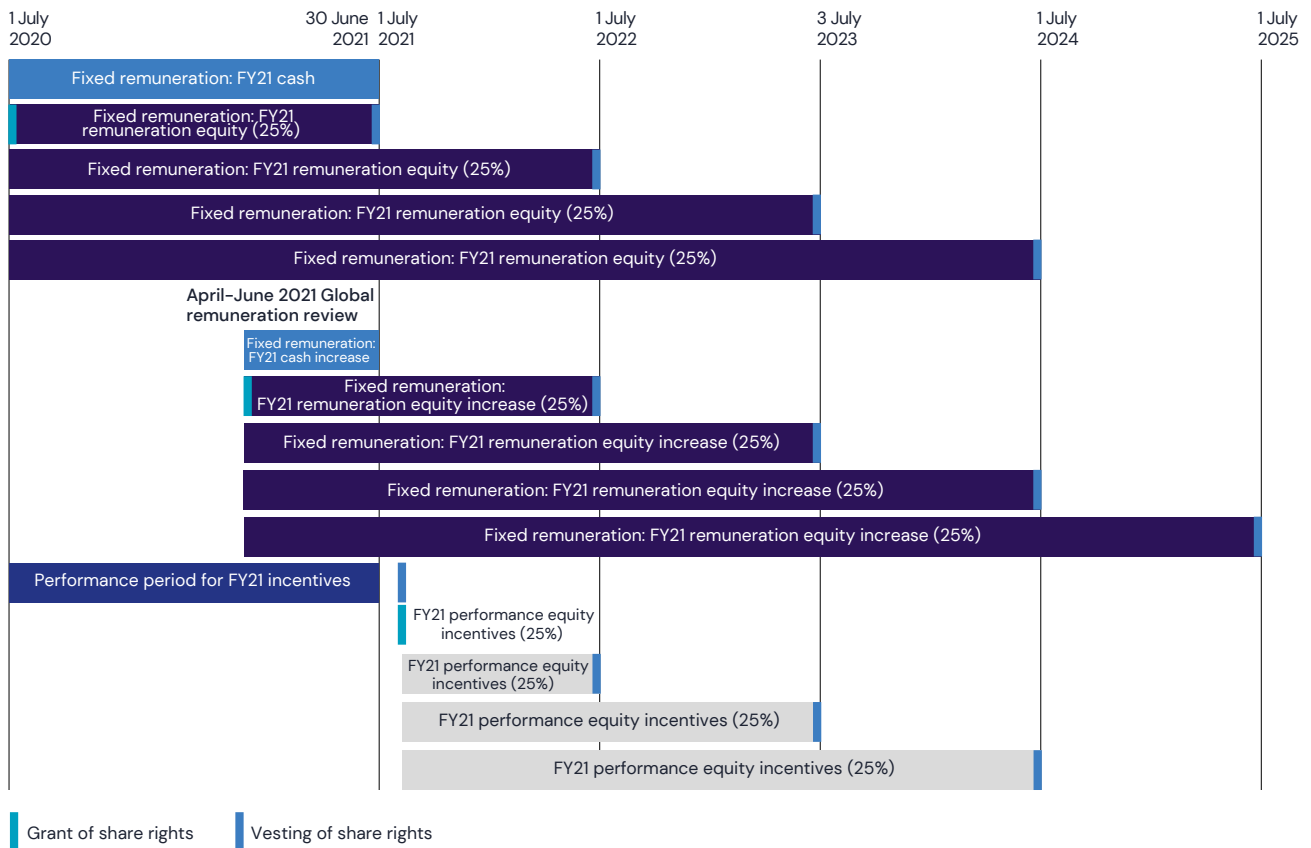 1 July
2020
30 June
2021
1 July
2021
1 July
2022
3 July
2023
1 July
2024
1 July
2025
Fixed remuneration: FY21 cash
Fixed remuneration: FY21
remuneration equity (25%)
Fixed remuneration: FY21 remuneration equity (25%)
Fixed remuneration: FY21 remuneration equity (25%)
Fixed remuneration: FY21 remuneration equity (25%)
April–June 2021 Global
remuneration review
Fixed remuneration:
FY21 cash increase
Fixed remuneration:
FY21 remuneration equity increase (25%)
Fixed remuneration: FY21 remuneration equity increase (25%)
Fixed remuneration: FY21 remuneration equity increase (25%)
Fixed remuneration: FY21 remuneration equity increase (25%)
Performance period for FY21 incentives
FY21 performance equity
incentives (25%)
FY21 performance equity
incentives (25%)
FY21 performance equity incentives (25%)
FY21 performance equity incentives (25%)
Grant of share rights
Vesting of share rights